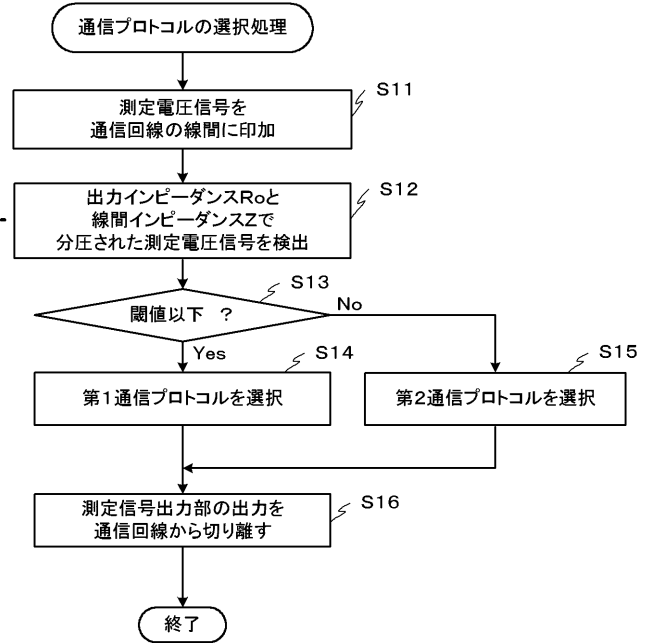 通信プロトコルの選択処理
S11
測定電圧信号を
通信回線の線間に印加
S12
出力インピーダンスRoと
線間インピーダンスZで
分圧された測定電圧信号を検出
S13
閾値以下 ?
No
Yes
S14
S15
第1通信プロトコルを選択
第2通信プロトコルを選択
S16
測定信号出力部の出力を
通信回線から切り離す
終了